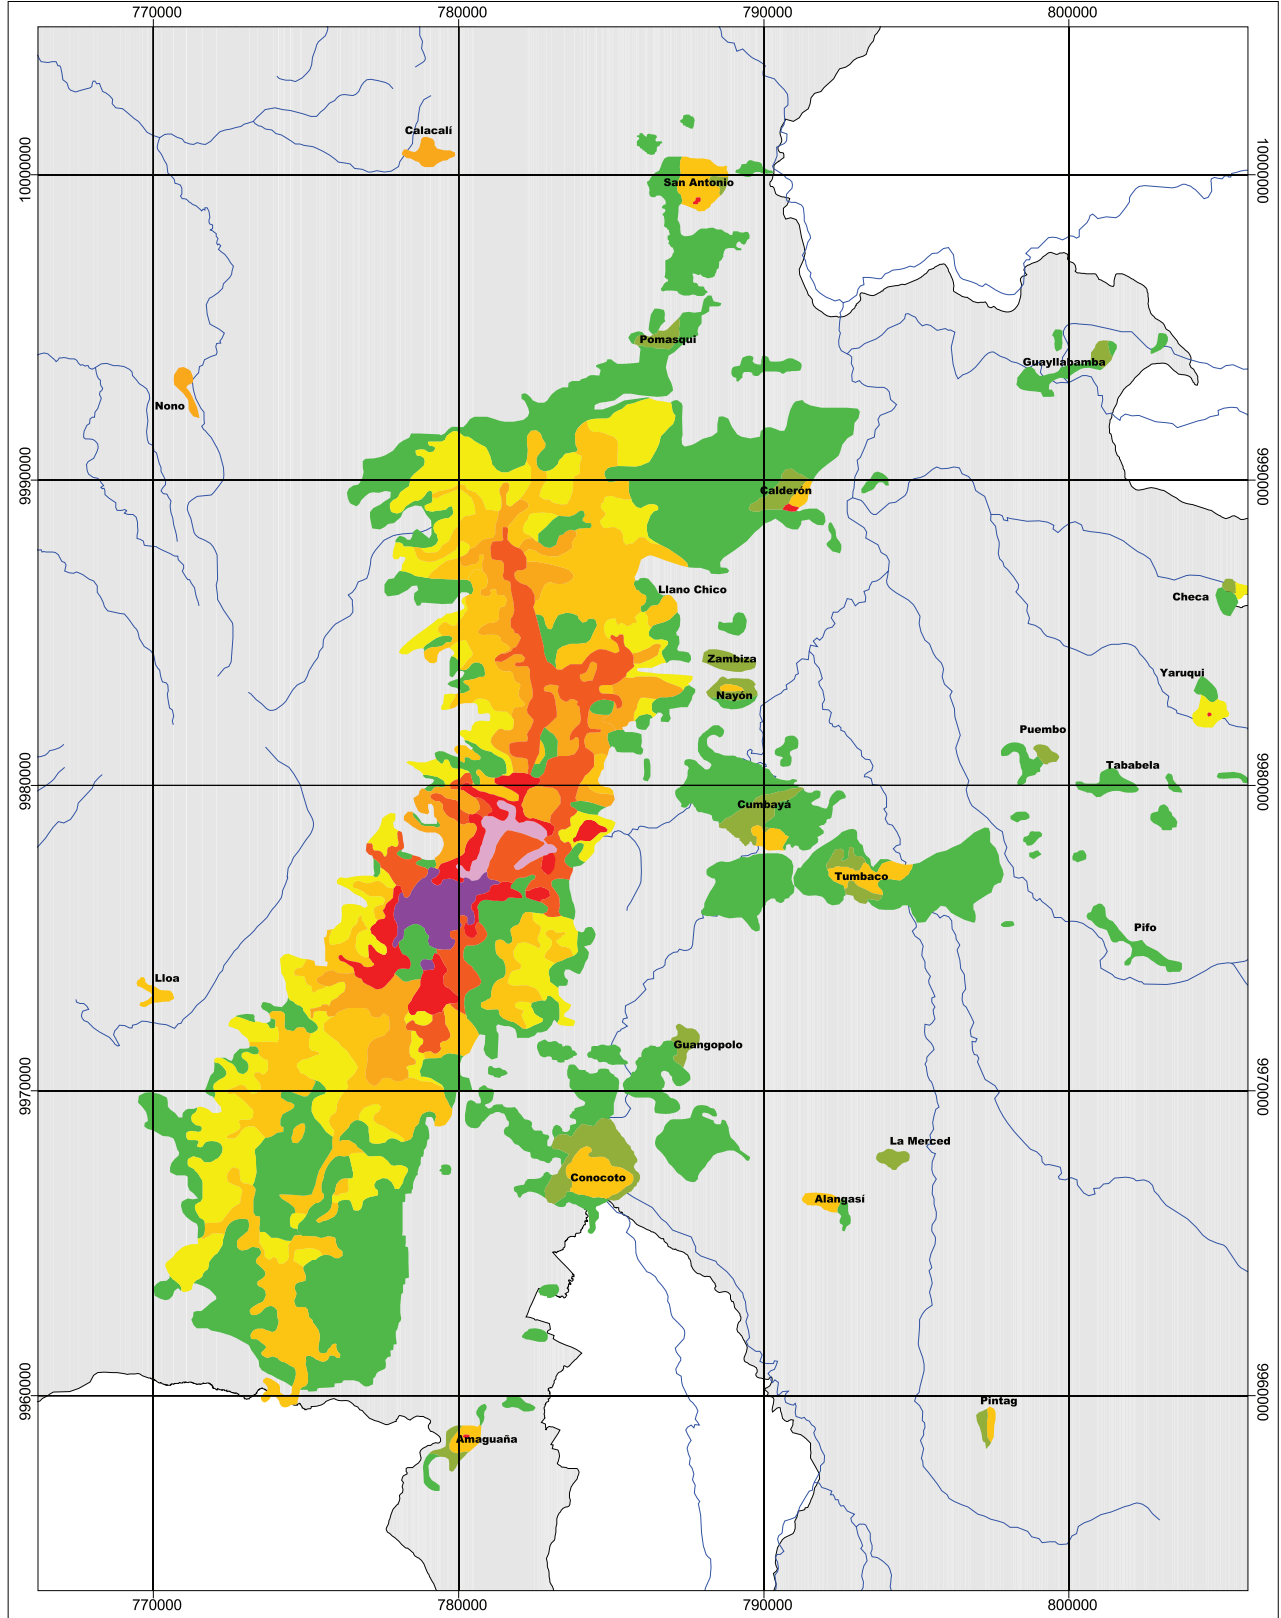 770000 780000 790000 800000
Calacalí
10000000
10000000
San Antonio
Pomasqui
Guayllabamba
Nono
9990000
9990000
Calderón
Llano Chico
Checa
Zambiza
Yaruqui
Nayón
Puembo
Tababela
9980000
9980000
Cumbayá
Tumbaco
Pifo
Lloa
Guangopolo
9970000
9970000
La Merced
Conocoto
Alangasí
9960000
9960000
Pintag
Amaguaña
770000 780000 790000 800000